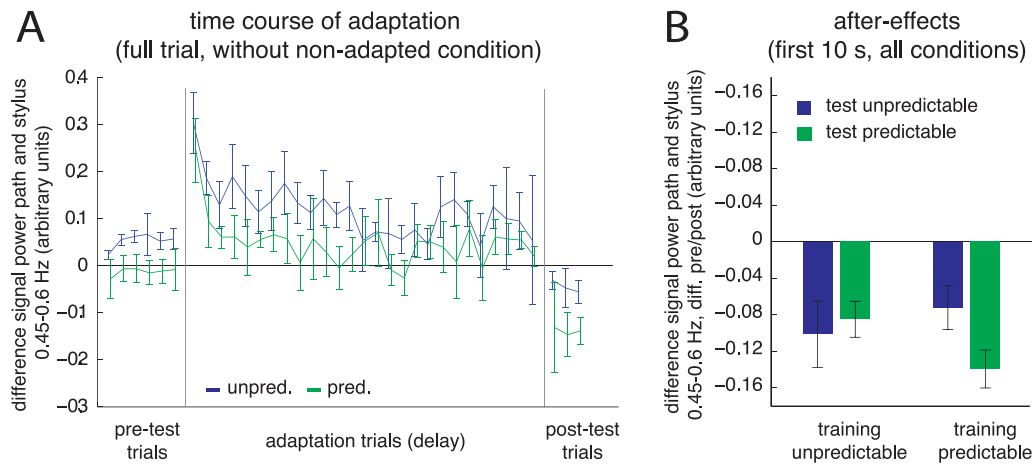 A
time course of adaptation
(full trial, without non-adapted condition)
difference signal power path and stylus
0.45-0.6 Hz (arbitrary units)
0.4
0.3
0.2
0.1
0
-01
-02
-03
unpred.
pred.
pre-test
trials
adaptation trials (delay)
post-test
trials
B
after-effects
(first 10 s, all conditions)
difference signal power path and stylus
0.45-0.6 Hz, diff. pre/post (arbitrary units)
−0.16
−0.12
−0.08
−0.04
0
−0.04
−0.08
−0.12
−0.16
test unpredictable
test predictable
training
unpredictable
training
predictable